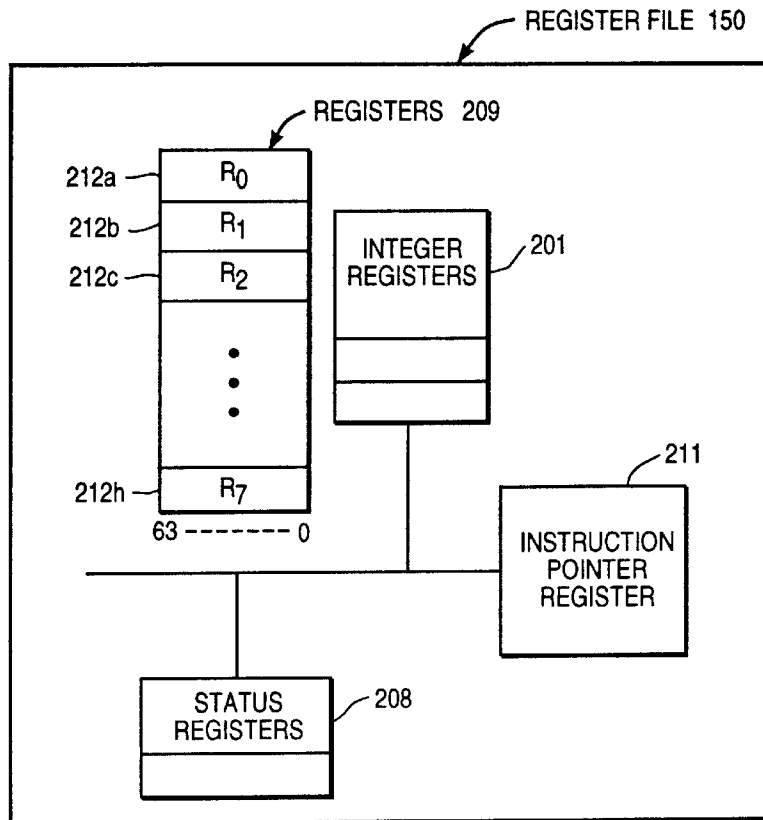 REGISTER FILE 150
REGISTERS 209
212a
R0
212b
R1
212c
R2
INTEGER
REGISTERS
201
212h
R7
63 ------ 0
211
INSTRUCTION
POINTER
REGISTER
STATUS
REGISTERS
208